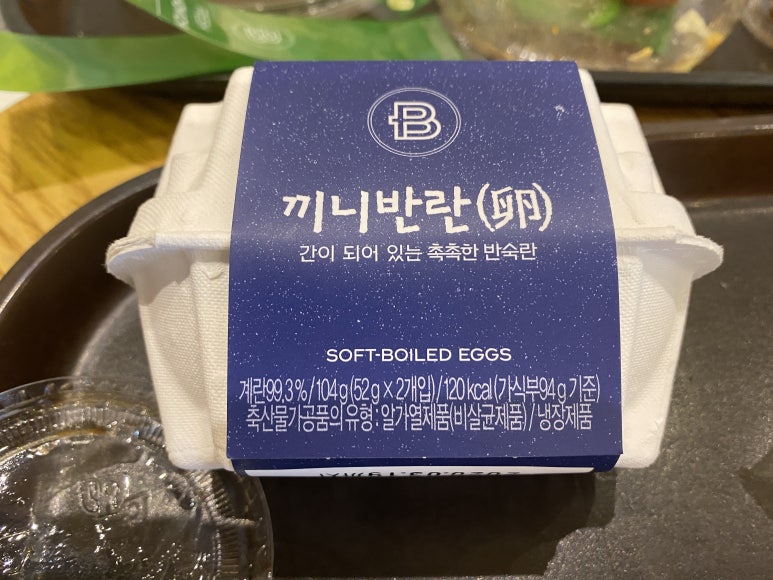 B
끼니반란(卵)
간이 되어 있는 촉촉한 반숙란
SOFT-BOILED EGGS
계란99.3%/104g(52g×2개입)/120kcal(가식부94g 기준)
축산물가공품의유형:알가열제품(비살균제품)/냉장제품